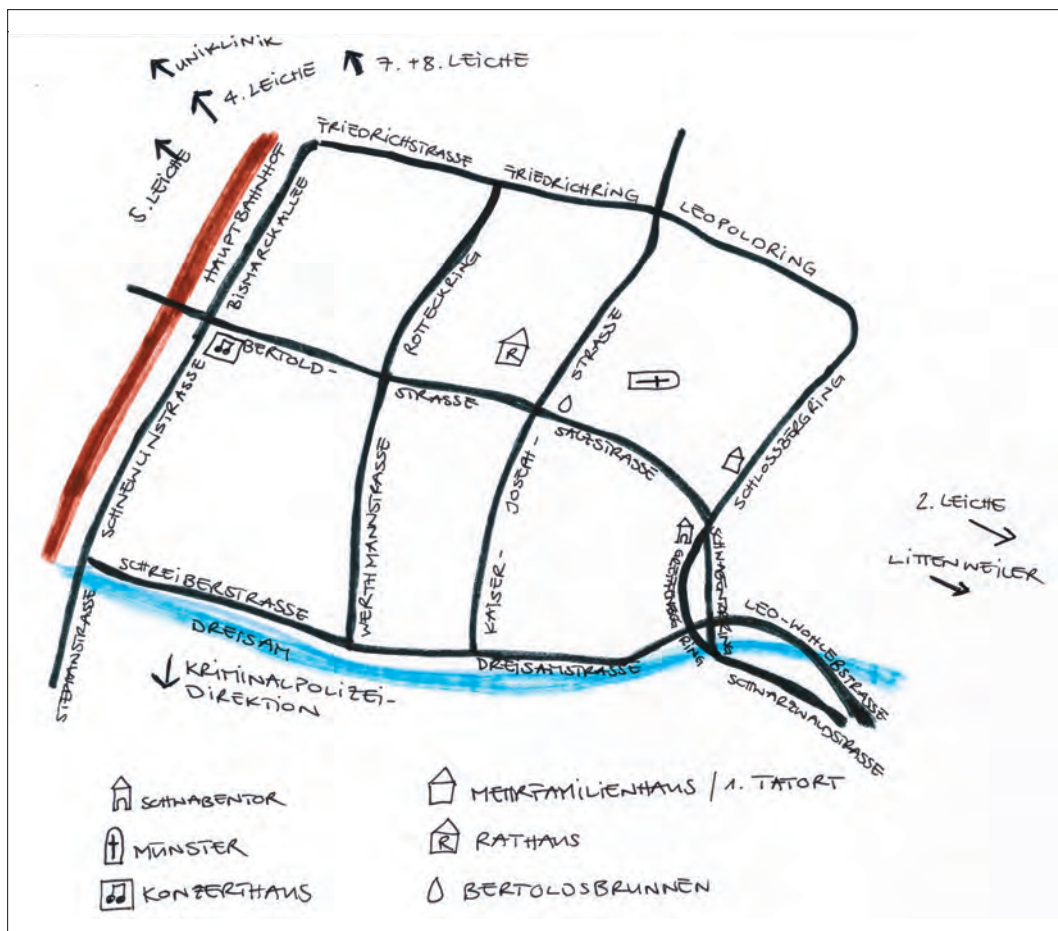 UNIKLINIK
4. LEICHE
7. + 8. LEICHE
5. LEICHE
HAUPTBAHNHOF
BISMARCKALLEE
FRIEDRICHSTRASSE
FRIEDRICHRING
LEOPOLDRING
ROTTECKRING
R
STRASSE
BERTOLD-
STRASSE
SALZSTRASSE
SCHLOSSBERGRING
SCHNEWLINSTRASSE
WERTHMANNSTRASSE
KAISER-
JOSEPH-
SCHWABENTORRING
2. LEICHE
LITTENWEILER
SCHREIBERSTRASSE
DREISAM
DREISAMSTRASSE
LEO-WOHLEBSTRASSE
SCHWARZWALDSTRASSE
STEPHANSTRASSE
KRIMINALPOLIZEI-
DIREKTION
SCHWABENTOR
MEHRFAMILIENHAUS / 1. TATORT
MÜNSTER
R RATHAUS
KONZERTHAUS
BERTOLDSBRUNNEN